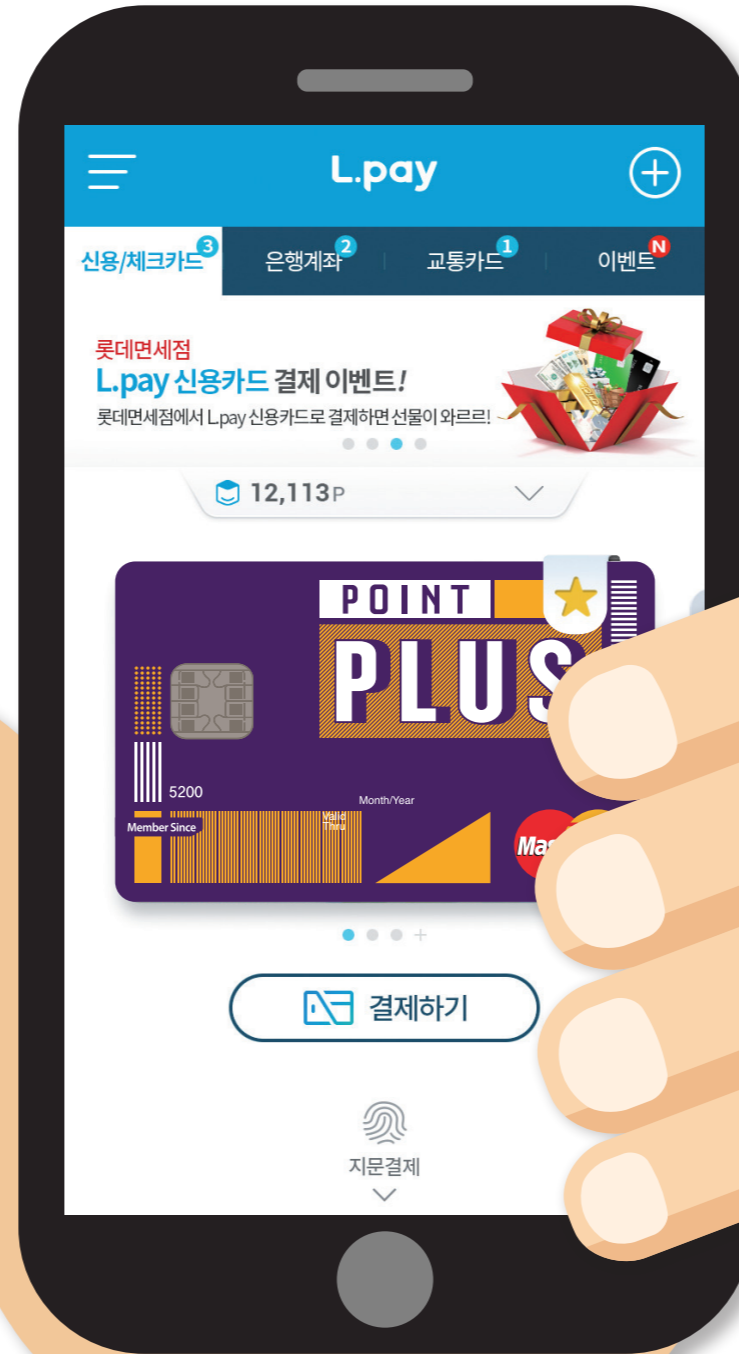 L.pay
신용/체크카드 3
은행계좌 2
교통카드 1
이벤트 N
롯데면세점
L.pay 신용카드 결제 이벤트!
롯데면세점에서 L.pay 신용카드로 결제하면 선물이 와르르!
12,113P
POINT
PLUS
5200
Month/Year
Valid
Thru
Member Since
결제하기
지문결제